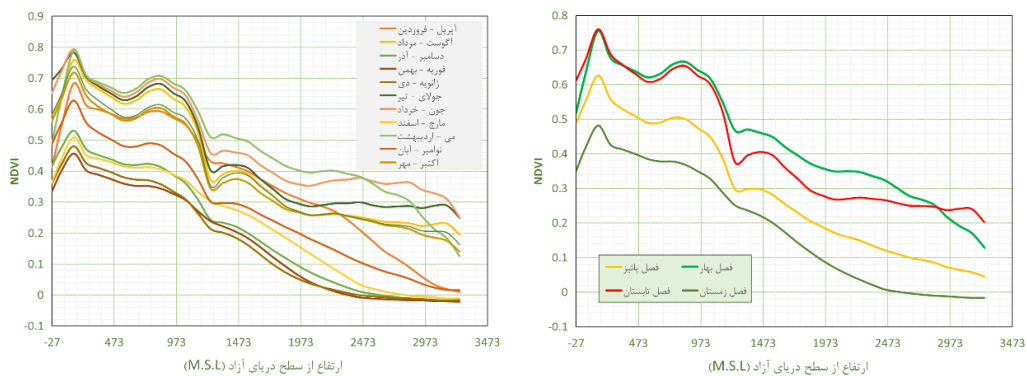 0.9
0.8
0.7
0.6
0.5
0.4
0.3
0.2
0.1
0
-0.1
NDVI
-27 473 973 1473 1973 2473 2973 3473
ارتفاع از سطح دریای آزاد (M.S.L)
آپریل - فروردین
آگوست - مرداد
دسامبر - آذر
فوریه - بهمن
ژانویه - دی
جولای - تیر
جون - خرداد
مارچ - اسفند
می - اردیبهشت
نوامبر - ابان
اکتبر - مهر
0.8
0.7
0.6
0.5
0.4
0.3
0.2
0.1
0
-0.1
NDVI
فصل بهار فصل پائیز
فصل زمستان فصل تابستان
-27 473 973 1473 1973 2473 2973 3473
ارتفاع از سطح دریای آزاد (M.S.L)